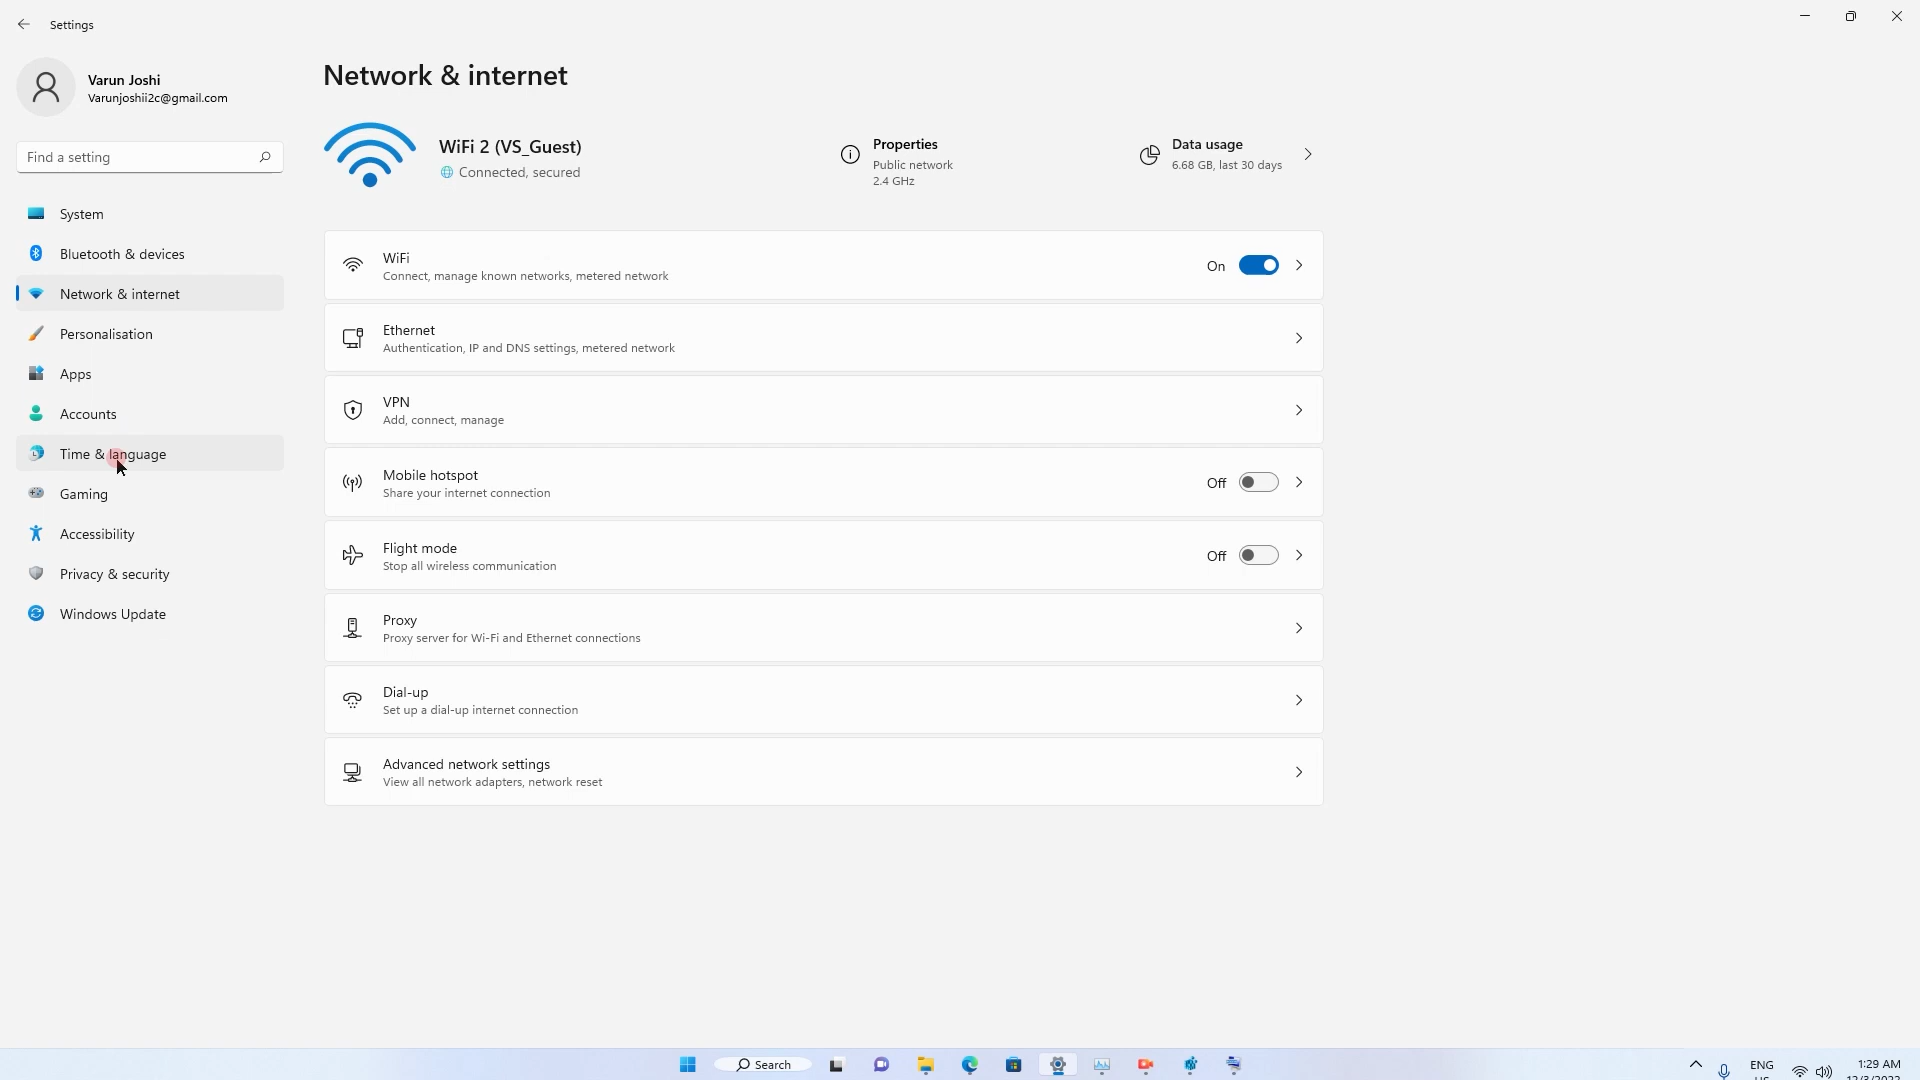 Settings
Varun Joshi
Varunjoshii2c@gmail.com
Find a setting
System
Bluetooth & devices
Network & internet
Personalisation
Apps
Accounts
Time & language
Gaming
Accessibility
Privacy & security
Windows Update
Network & internet
WiFi 2 (VS_Guest)
Connected, secured
Properties
Public network
2.4 GHz
Data usage
6.68 GB, last 30 days
WiFi
Connect, manage known networks, metered network
On
Ethernet
Authentication, IP and DNS settings, metered network
VPN
Add, connect, manage
Mobile hotspot
Share your internet connection
Off
Flight mode
Stop all wireless communication
Off
Proxy
Proxy server for Wi-Fi and Ethernet connections
Dial-up
Set up a dial-up internet connection
Advanced network settings
View all network adapters, network reset
Search
ENG
1:29 AM